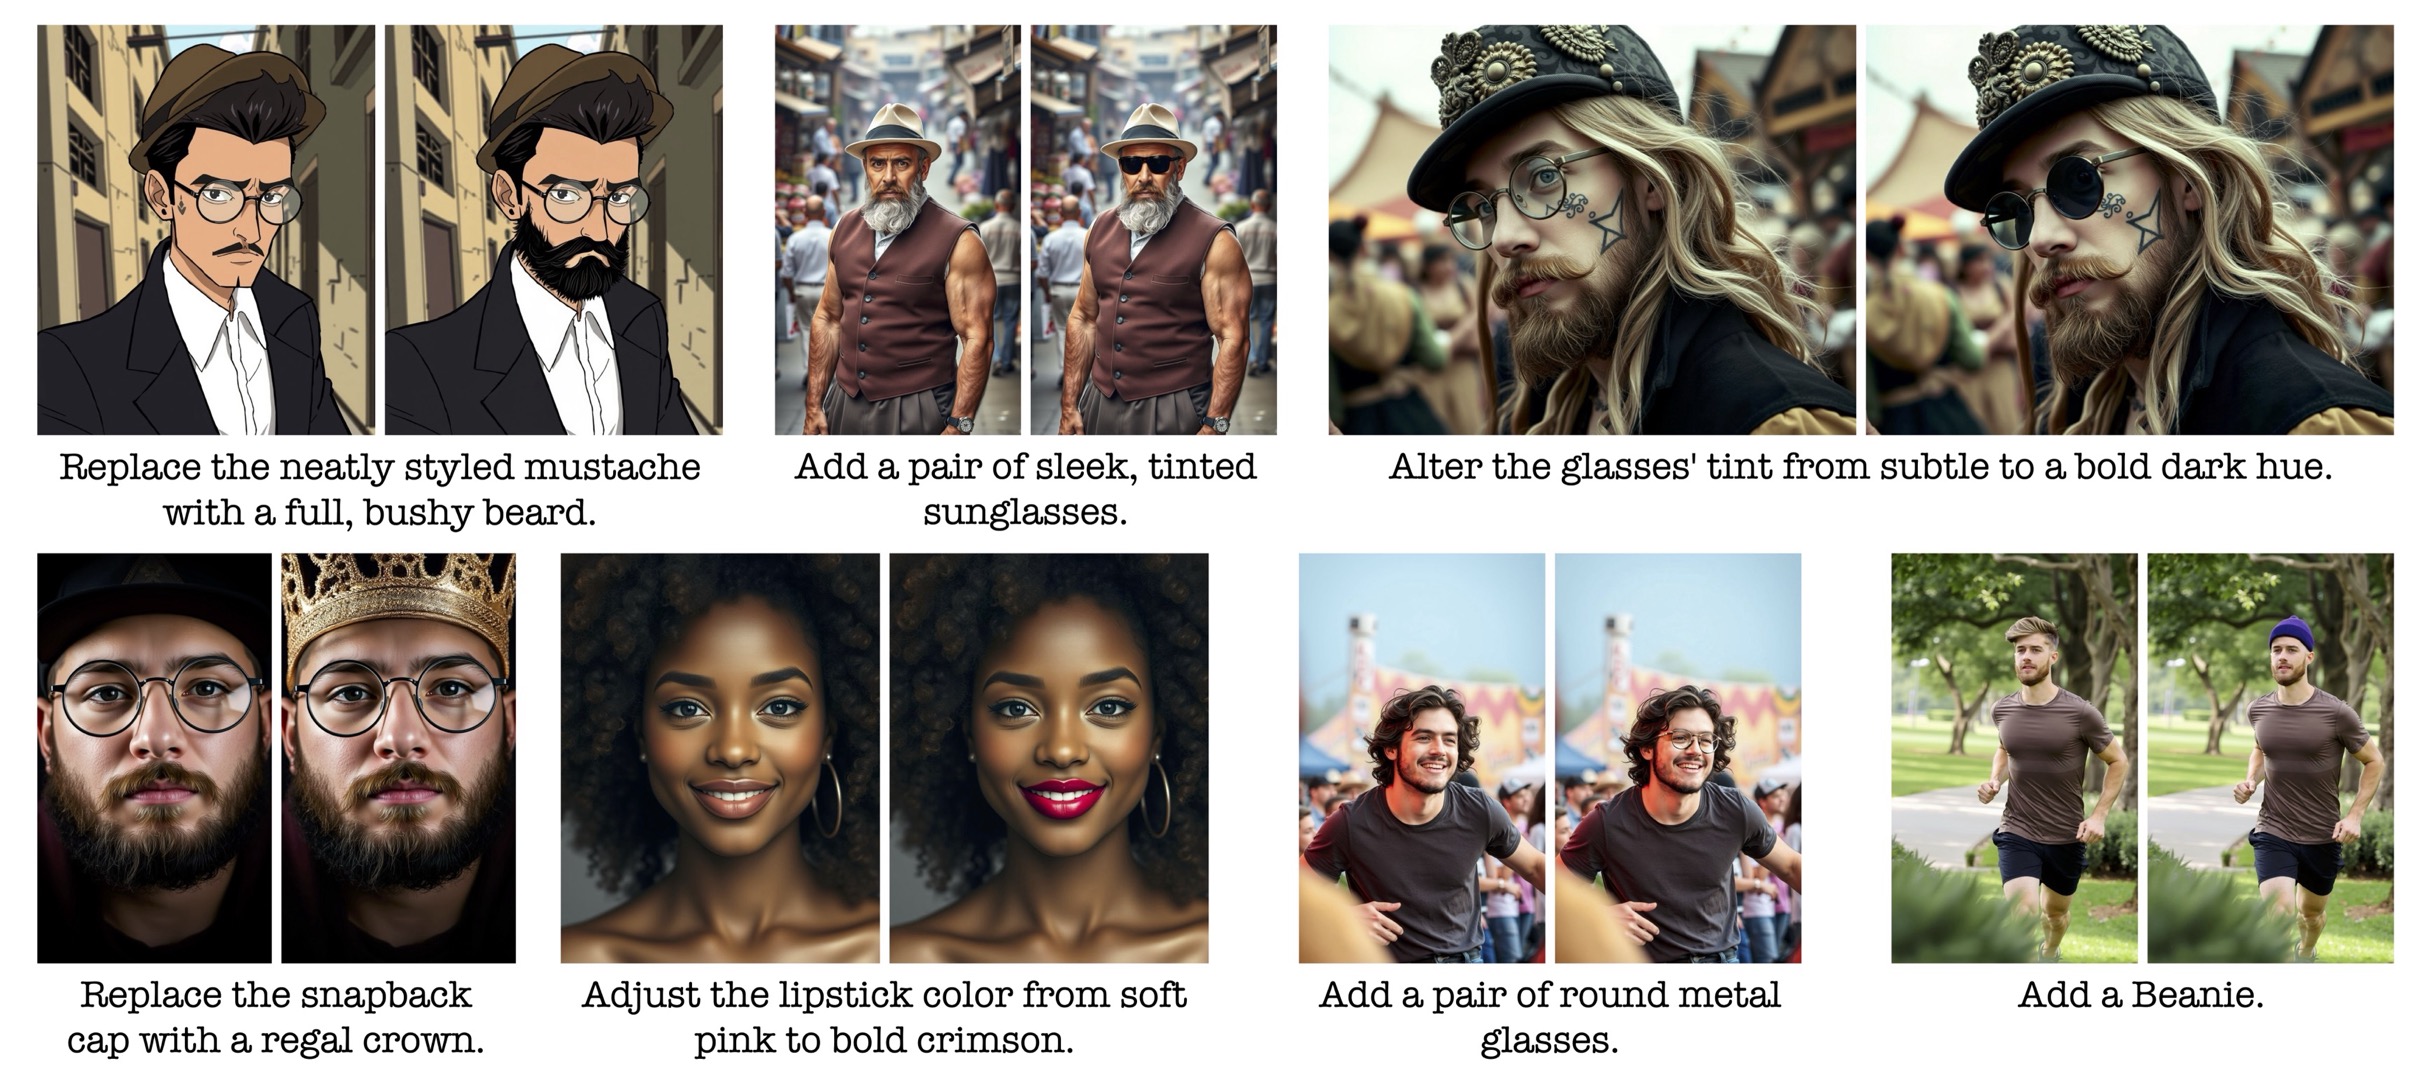 Replace the neatly styled mustache
with a full, bushy beard.
Add a pair of sleek, tinted
sunglasses.
Alter the glasses' tint from subtle to a bold dark hue.
Replace the snapback
cap with a regal crown.
Adjust the lipstick color from soft
pink to bold crimson.
Add a pair of round metal
glasses.
Add a Beanie.